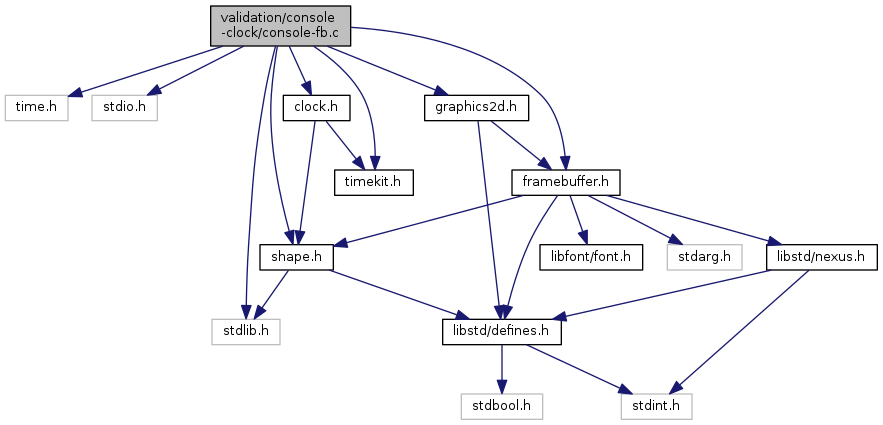 validation/console
-clock/console-fb.c
time.h
stdio.h
clock.h
graphics2d.h
timekit.h
framebuffer.h
shape.h
libfont/font.h
stdarg.h
libstd/nexus.h
stdlib.h
libstd/defines.h
stdbool.h
stdint.h